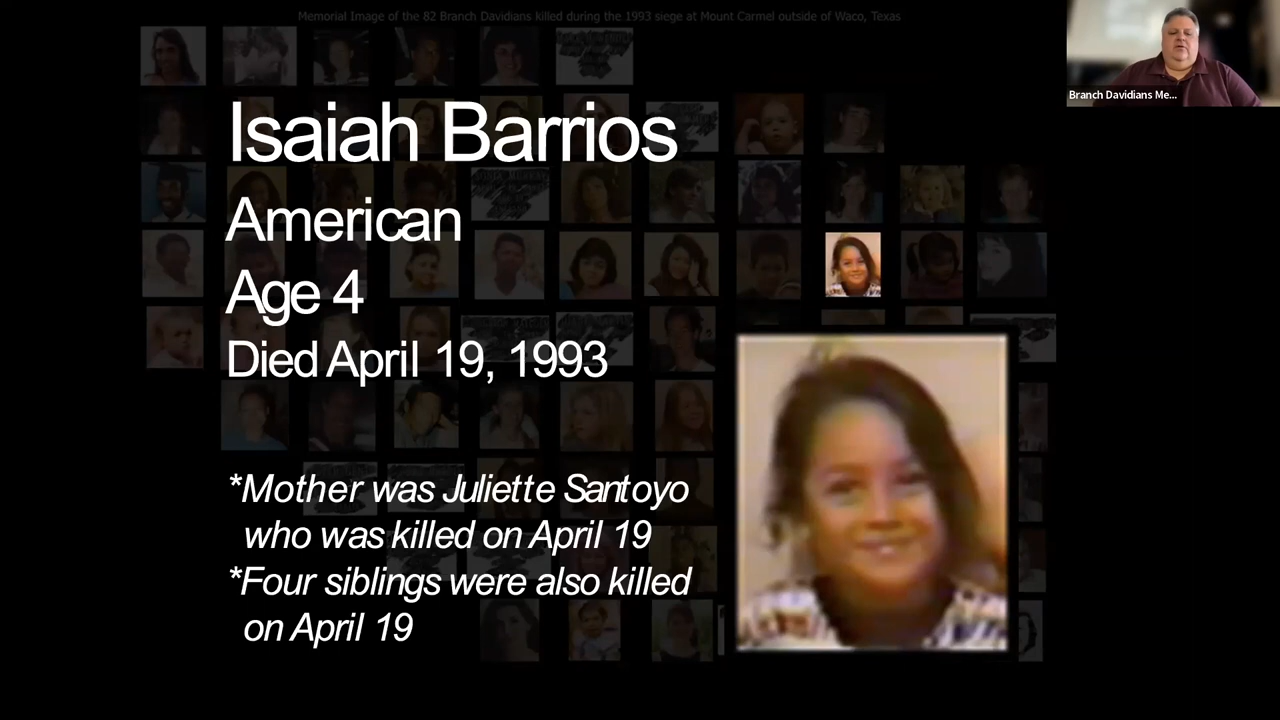 Memorial Image of the 82 Branch Davidians killed during the 1993 siege at Mount Carmel outside of Waco, Texas
Branch Davidians Me...
Isaiah Barrios
American
Age 4
Died April 19, 1993
*Mother was Juliette Santoyo
who was killed on April 19
*Four siblings were also killed
on April 19